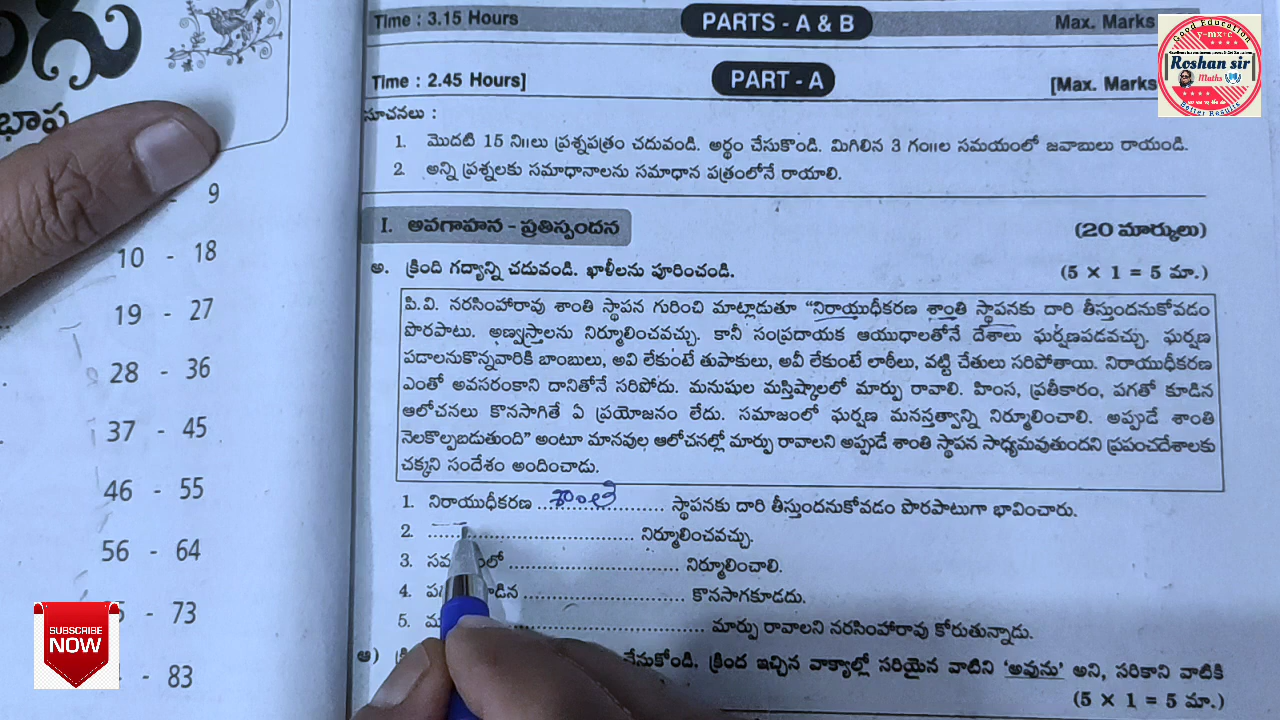 భాష
9
10 - 18
19 - 27
28 - 36
37 - 45
46 - 55
56 - 64
- 73
- 83
Time : 3.15 Hours PARTS - A & B Max. Marks
Time : 2.45 Hours] PART - A [Max. Marks
సూచనలు :
1. మొదటి 15 ని॥లు ప్రశ్నపత్రం చదువండి. అర్థం చేసుకొండి. మిగిలిన 3 గం॥ల సమయంలో జవాబులు రాయండి.
2. అన్ని ప్రశ్నలకు సమాధానాలను సమాధాన పత్రంలోనే రాయాలి.
I. అవగాహన - ప్రతిస్పందన (20 మార్కులు)
అ. క్రింది గద్యాన్ని చదువండి. ఖాళీలను పూరించండి. (5 × 1 = 5 మా.)
పి.వి. నరసింహారావు శాంతి స్థాపన గురించి మాట్లాడుతూ "నిరాయుధీకరణ శాంతి స్థాపనకు దారి తీస్తుందనుకోవడం
పొరపాటు. అణ్వస్త్రాలను నిర్మూలించవచ్చు. కానీ సంప్రదాయక ఆయుధాలతోనే దేశాలు ఘర్షణపడవచ్చు. ఘర్షణ
పడాలనుకొన్నవారికి బాంబులు, అవి లేకుంటే తుపాకులు, అవీ లేకుంటే లాఠీలు, వట్టి చేతులు సరిపోతాయి. నిరాయుధీకరణ
ఎంతో అవసరంకాని దానితోనే సరిపోదు. మనుషుల మస్తిష్కాలలో మార్పు రావాలి. హింస, ప్రతీకారం, పగతో కూడిన
ఆలోచనలు కొనసాగితే ఏ ప్రయోజనం లేదు. సమాజంలో ఘర్షణ మనస్తత్వాన్ని నిర్మూలించాలి. అప్పుడే శాంతి
నెలకొల్పబడుతుంది" అంటూ మానవుల ఆలోచనల్లో మార్పు రావాలని అప్పుడే శాంతి స్థాపన సాధ్యమవుతుందని ప్రపంచదేశాలకు
చక్కని సందేశం అందించాడు.
1. నిరాయుధీకరణ ... శాంతి ... స్థాపనకు దారి తీస్తుందనుకోవడం పొరపాటుగా భావించారు.
2. ........................................ నిర్మూలించవచ్చు.
3. ............................. నిర్మూలించాలి.
4. ............................ కొనసాగకూడదు.
5. ................................ మార్పు రావాలని నరసింహారావు కోరుతున్నాడు.
ఆ) క్రింద ఇచ్చిన వాక్యాల్లో సరియైన వాటిని 'అవును' అని, సరికాని వాటికి
(5 × 1 = 5 మా.)
Good Education
y-mx+c
Roshan sir
Maths
Better Results
SUBSCRIBE
NOW